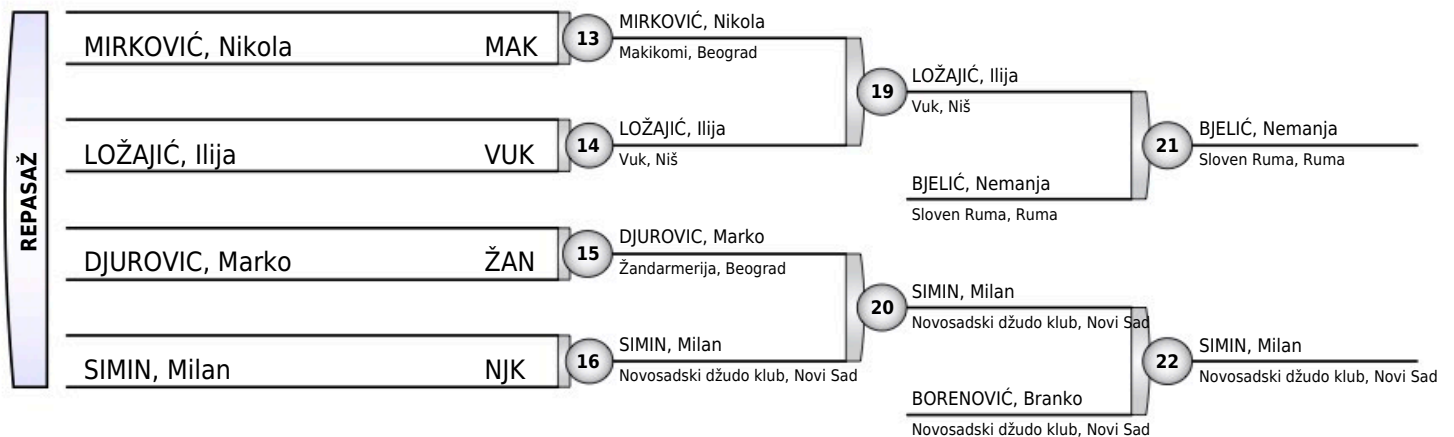 REPASAŽ
MIRKOVIĆ, Nikola MAK
LOŽAJIĆ, Ilija VUK
DJUROVIC, Marko ŽAN
SIMIN, Milan NJK
13
MIRKOVIĆ, Nikola
Makikomi, Beograd
14
LOŽAJIĆ, Ilija
Vuk, Niš
15
DJUROVIC, Marko
Žandarmerija, Beograd
16
SIMIN, Milan
Novosadski džudo klub, Novi Sad
19
LOŽAJIĆ, Ilija
Vuk, Niš
BJELIĆ, Nemanja
Sloven Ruma, Ruma
20
SIMIN, Milan
Novosadski džudo klub, Novi Sad
BORENOVIĆ, Branko
Novosadski džudo klub, Novi Sad
21
BJELIĆ, Nemanja
Sloven Ruma, Ruma
22
SIMIN, Milan
Novosadski džudo klub, Novi Sad